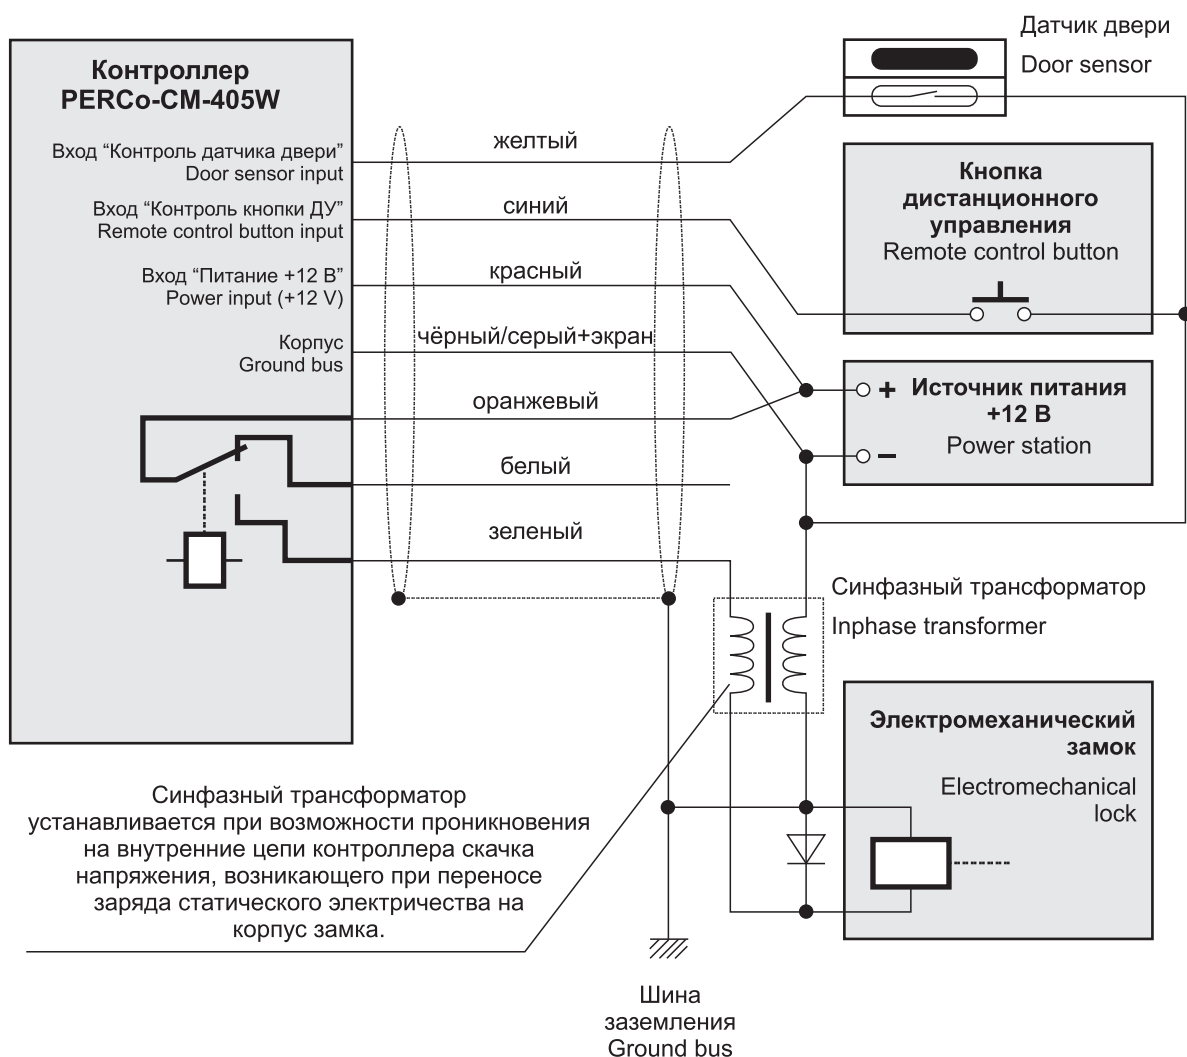 Контроллер
PERCo-CM-405W
Вход “Контроль датчика двери”
Door sensor input
Вход “Контроль кнопки ДУ”
Remote control button input
Вход “Питание +12 В”
Power input (+12 V)
Корпус
Ground bus
желтый
синий
красный
чёрный/серый+экран
оранжевый
белый
зеленый
Датчик двери
Door sensor
Кнопка
дистанционного
управления
Remote control button
+ Источник питания
+12 В
− Power station
Синфазный трансформатор
Inphase transformer
Электромеханический
замок
Electromechanical
lock
Синфазный трансформатор
устанавливается при возможности проникновения
на внутренние цепи контроллера скачка
напряжения, возникающего при переносе
заряда статического электричества на
корпус замка.
Шина
заземления
Ground bus